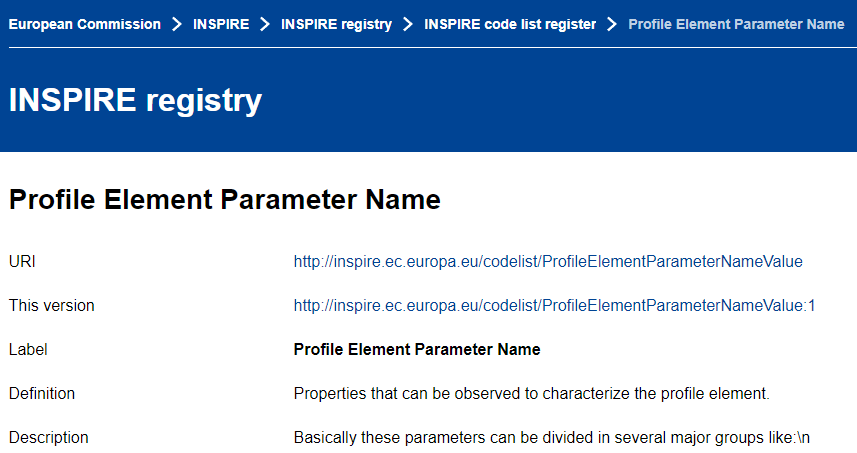 European Commission > INSPIRE > INSPIRE registry > INSPIRE code list register > Profile Element Parameter Name
INSPIRE registry
Profile Element Parameter Name
URI http://inspire.ec.europa.eu/codelist/ProfileElementParameterNameValue
This version http://inspire.ec.europa.eu/codelist/ProfileElementParameterNameValue:1
Label Profile Element Parameter Name
Definition Properties that can be observed to characterize the profile element.
Description Basically these parameters can be divided in several major groups like:\n